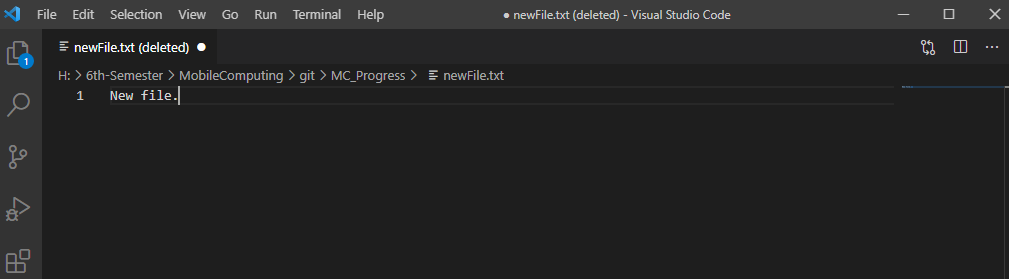 File Edit Selection View Go Run Terminal Help ● newFile.txt (deleted) - Visual Studio Code
newFile.txt (deleted) ●
H: > 6th-Semester > MobileComputing > git > MC_Progress > newFile.txt
1 New file.
1